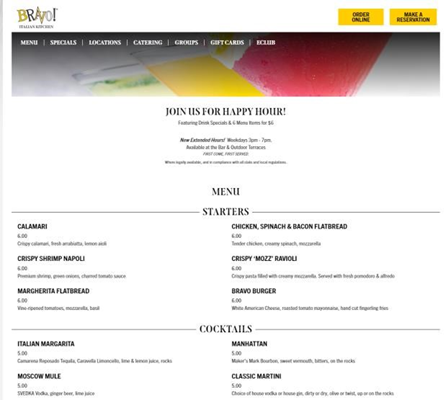 BRAVO!
ITALIAN KITCHEN
ORDER
ONLINE
MAKE A
RESERVATION
MENU | SPECIALS | LOCATIONS | CATERING | GROUPS | GIFT CARDS | ECLUB
JOIN US FOR HAPPY HOUR!
Featuring Drink Specials & 6 Menu Items for $6
New Extended Hours! Weekdays 3pm - 7pm,
Available at the Bar & Outdoor Terraces
FIRST COME, FIRST SERVED.
Where legally available, and in compliance with all state and local regulations.
MENU
STARTERS
CALAMARI
6.00
Crispy calamari, fresh arrabiatta, lemon aioli
CRISPY SHRIMP NAPOLI
6.00
Premium shrimp, green onions, charred tomato sauce
MARGHERITA FLATBREAD
6.00
Vine-ripened tomatoes, mozzarella, basil
CHICKEN, SPINACH & BACON FLATBREAD
6.00
Tender chicken, creamy spinach, mozzarella
CRISPY 'MOZZ' RAVIOLI
6.00
Crispy pasta filled with creamy mozzarella. Served with fresh pomodoro & alfredo
BRAVO BURGER
6.00
White American Cheese, roasted tomato mayonnaise, hand cut fingerling fries
COCKTAILS
ITALIAN MARGARITA
5.00
Camarena Reposado Tequila, Caravella Limoncello, lime & lemon juice, rocks
MOSCOW MULE
5.00
SVEDKA Vodka, ginger beer, lime juice
MANHATTAN
5.00
Maker's Mark Bourbon, sweet vermouth, bitters, on the rocks
CLASSIC MARTINI
5.00
Choice of house vodka or house gin, dirty or dry, olive or twist, up or on the rocks